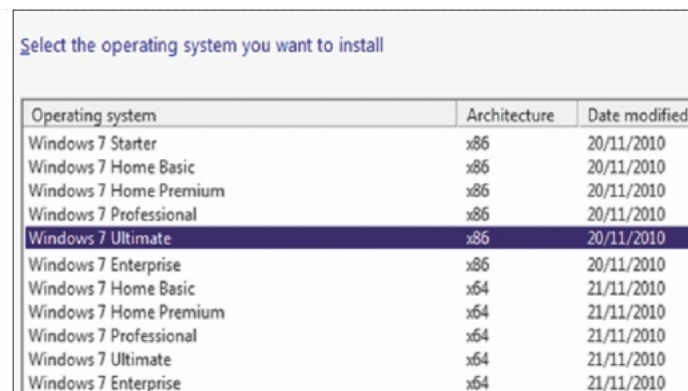 Select the operating system you want to install
Operating system Architecture Date modified
Windows 7 Starter x86 20/11/2010
Windows 7 Home Basic x86 20/11/2010
Windows 7 Home Premium x86 20/11/2010
Windows 7 Professional x86 20/11/2010
Windows 7 Ultimate x86 20/11/2010
Windows 7 Enterprise x86 20/11/2010
Windows 7 Home Basic x64 21/11/2010
Windows 7 Home Premium x64 21/11/2010
Windows 7 Professional x64 21/11/2010
Windows 7 Ultimate x64 21/11/2010
Windows 7 Enterprise x64 21/11/2010